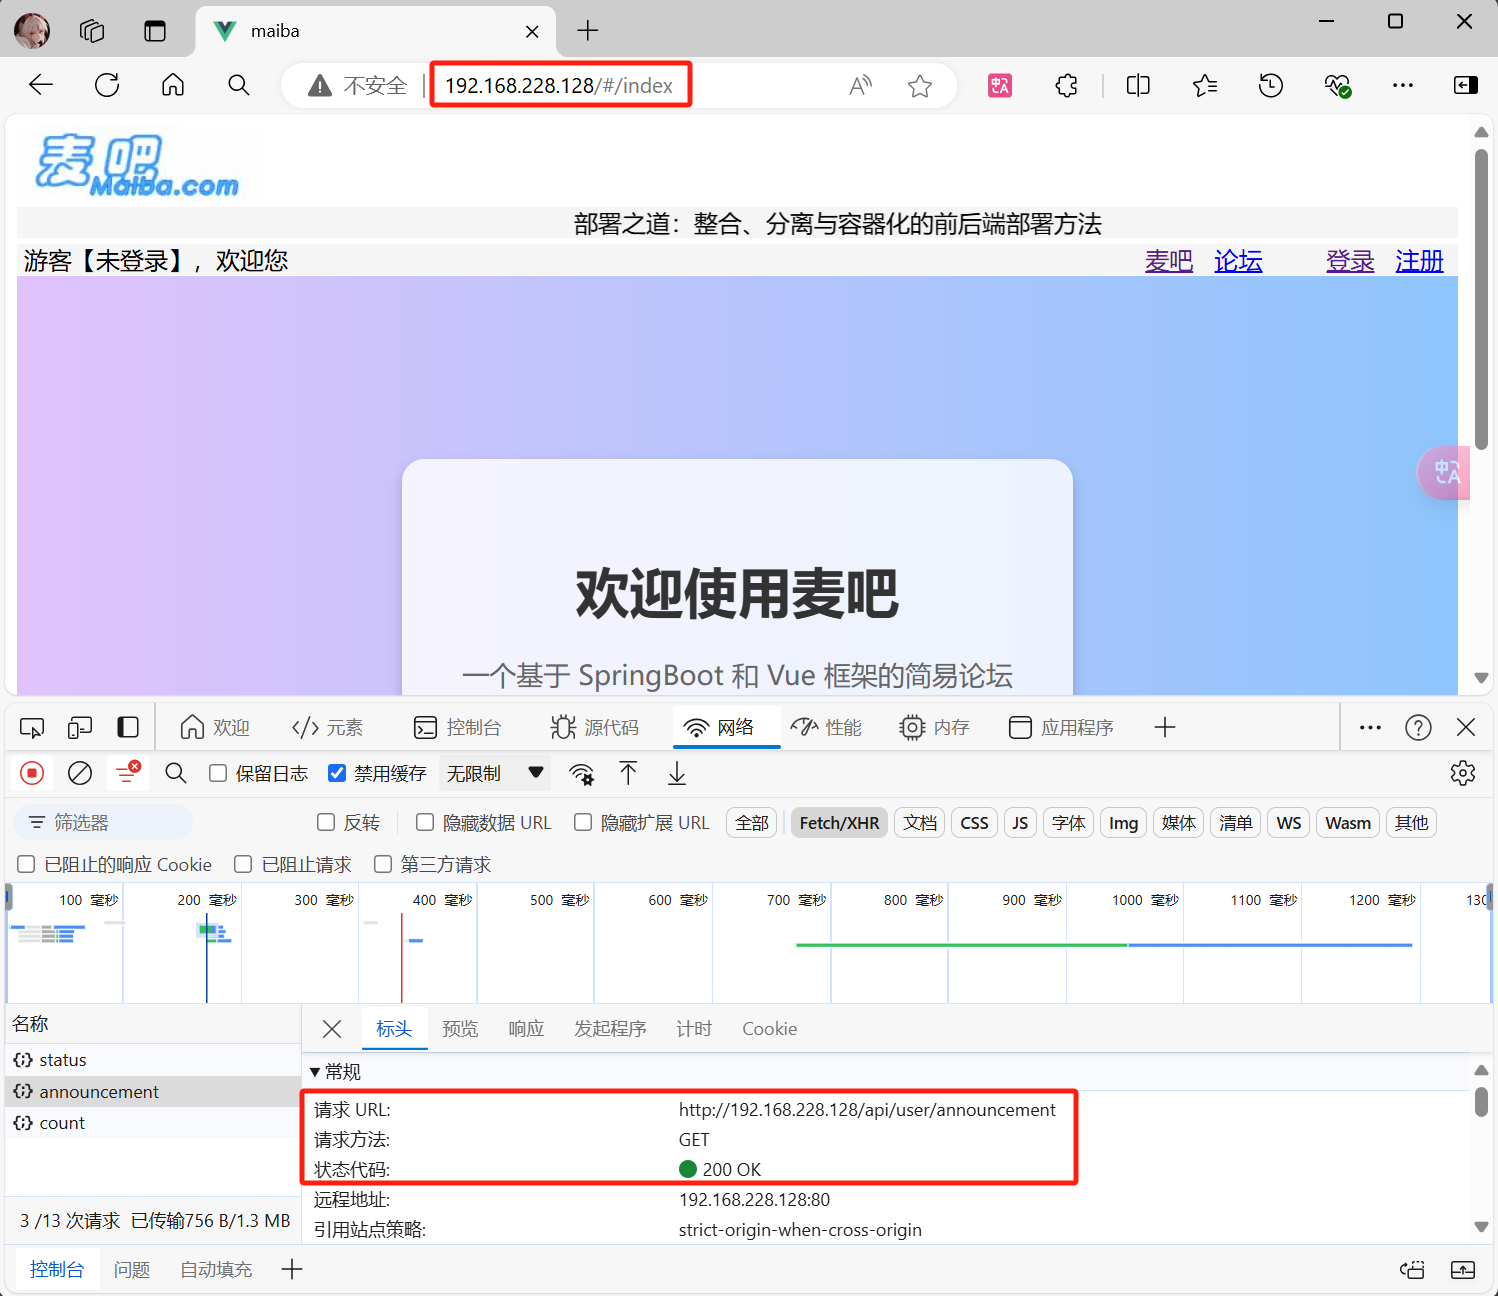 maiba
不安全
192.168.228.128/#/index
麦吧
Maiba.com
部署之道：整合、分离与容器化的前后端部署方法
游客【未登录】，欢迎您 麦吧 论坛 登录 注册
欢迎使用麦吧
一个基于 SpringBoot 和 Vue 框架的简易论坛
欢迎 元素 控制台 源代码 网络 性能 内存 应用程序
保留日志 禁用缓存 无限制
筛选器 反转 隐藏数据 URL 隐藏扩展 URL 全部 Fetch/XHR 文档 CSS JS 字体 Img 媒体 清单 WS Wasm 其他
已阻止的响应 Cookie 已阻止请求 第三方请求
100 毫秒 200 毫秒 300 毫秒 400 毫秒 500 毫秒 600 毫秒 700 毫秒 800 毫秒 900 毫秒 1000 毫秒 1100 毫秒 1200 毫秒 130
名称 标头 预览 响应 发起程序 计时 Cookie
status
announcement
count
常规
请求 URL: http://192.168.228.128/api/user/announcement
请求方法: GET
状态代码: 200 OK
远程地址: 192.168.228.128:80
引用站点策略: strict-origin-when-cross-origin
3 /13 次请求 已传输756 B/1.3 MB
控制台 问题 自动填充